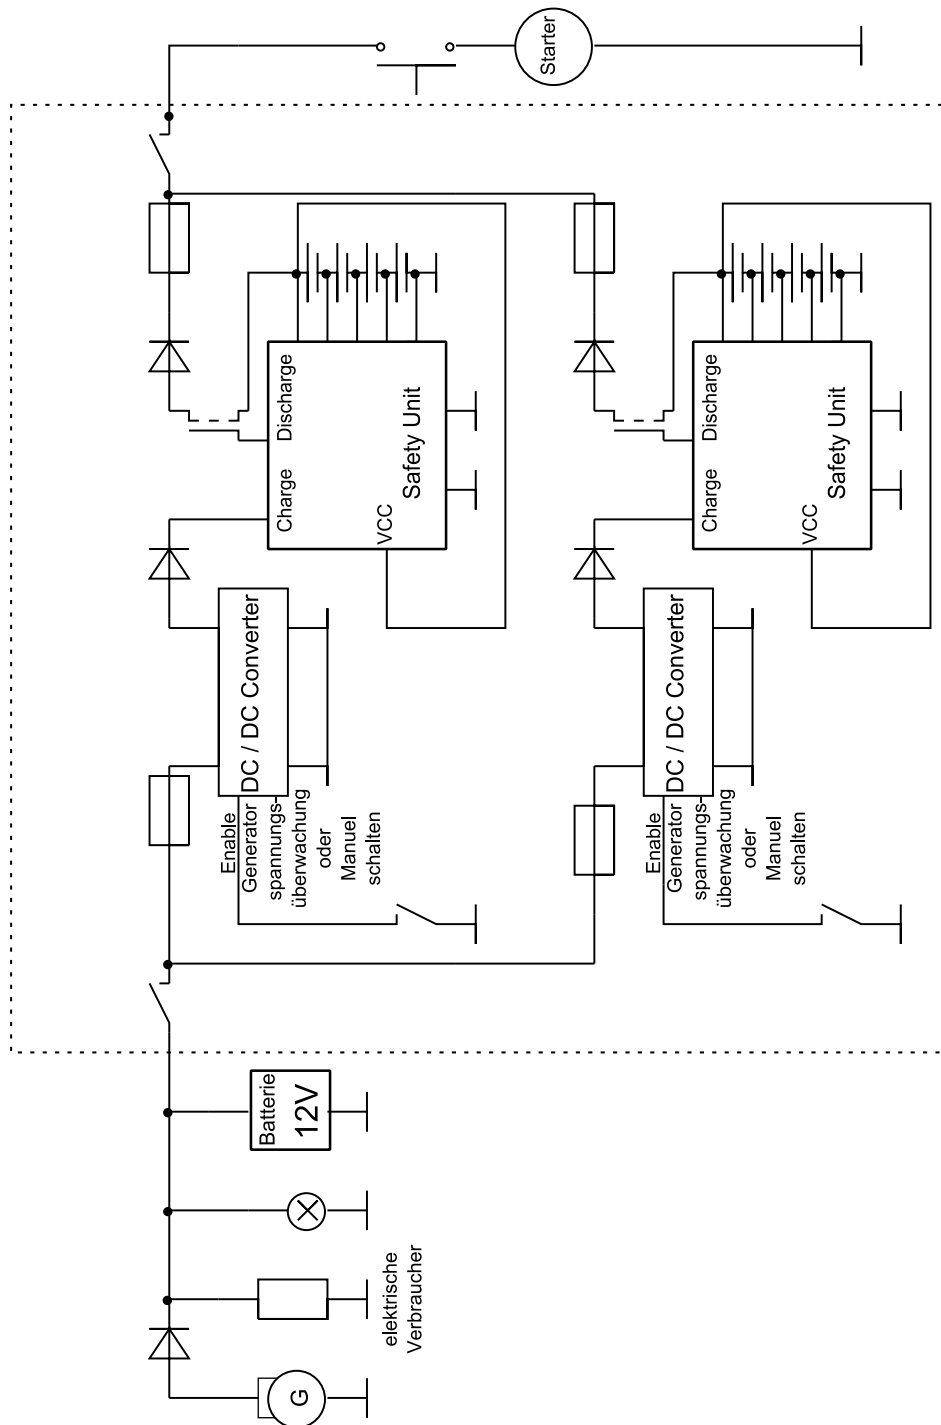 Starter
Discharge
Charge
Safety Unit
VCC
DC / DC Converter
Enable
Generator
spannungs-
überwachung
oder
Manuel
schalten
Discharge
Charge
Safety Unit
VCC
DC / DC Converter
Enable
Generator
spannungs-
überwachung
oder
Manuel
schalten
Batterie
12V
elektrische
Verbraucher
G